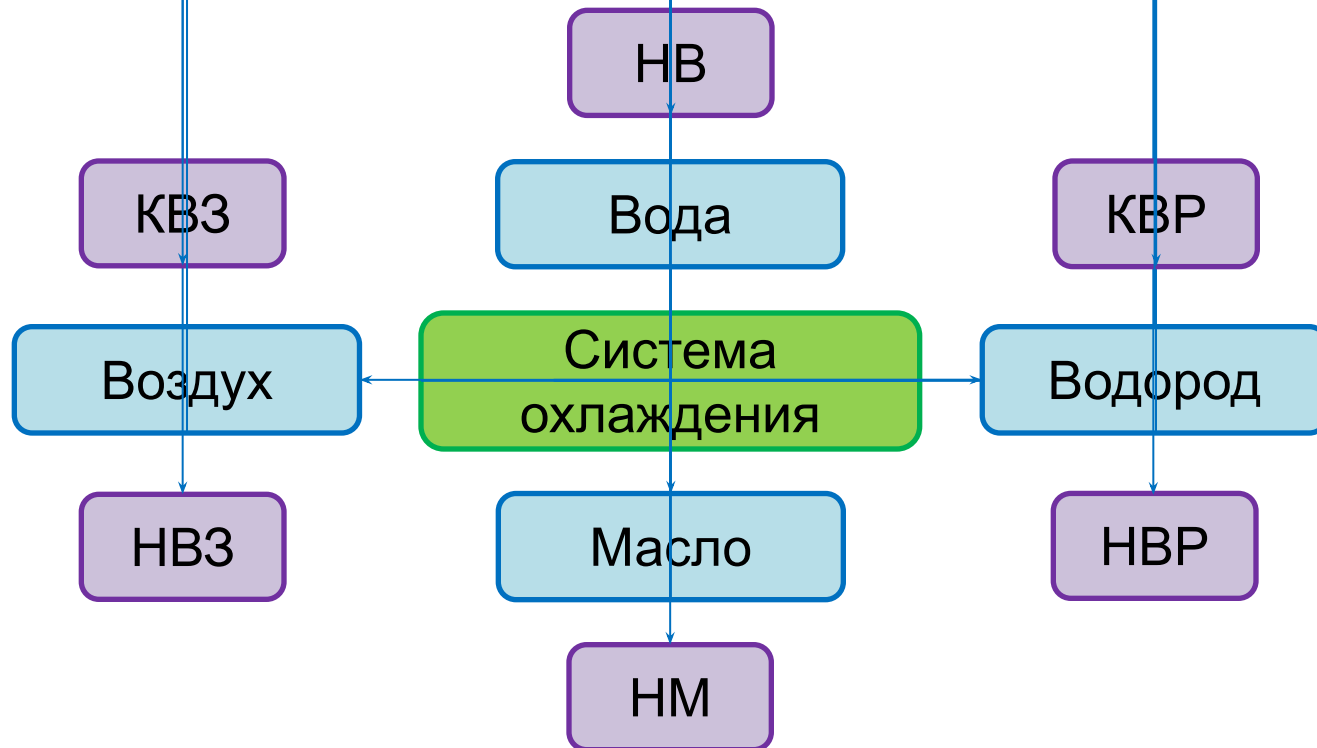 НВ
КВЗ
Вода
КВР
Воздух
Система
охлаждения
Водород
НВЗ
Масло
НВР
НМ